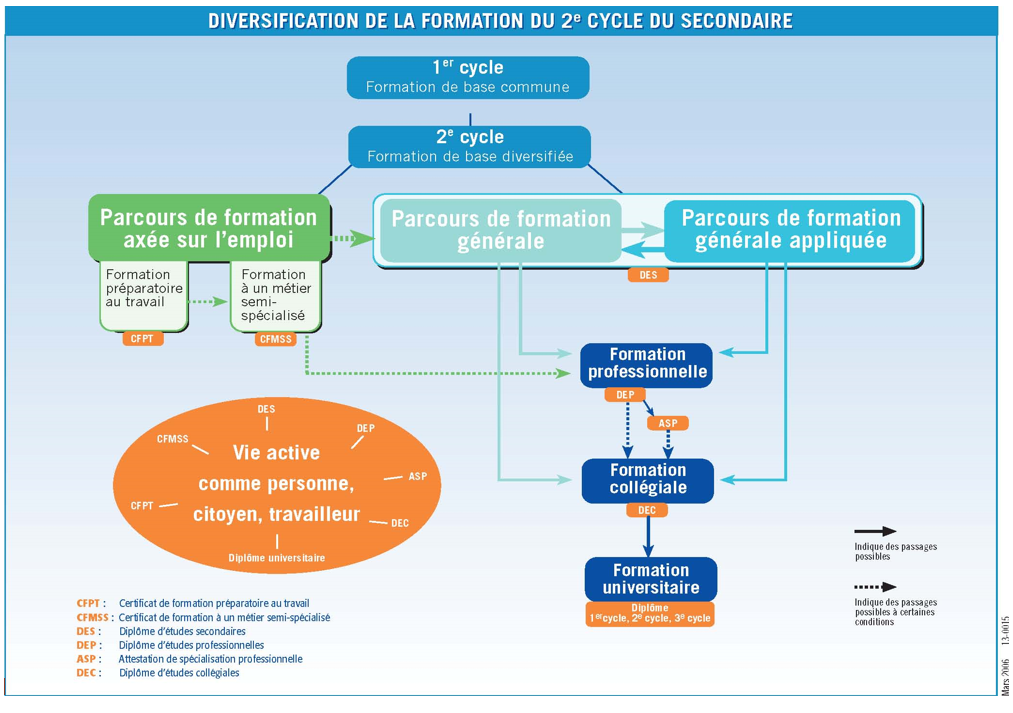 DIVERSIFICATION DE LA FORMATION DU 2e CYCLE DU SECONDAIRE
1er cycle
Formation de base commune
2e cycle
Formation de base diversifiée
Parcours de formation
axée sur l'emploi
Parcours de formation
générale
Parcours de formation
générale appliquée
DES
Formation
préparatoire
au travail
CFPT
Formation
à un métier
semi-
spécialisé
CFMSS
Formation
professionnelle
DEP
ASP
Formation
collégiale
DEC
Formation
universitaire
Diplôme
1er cycle, 2e cycle, 3e cycle
DES
DEP
CFMSS
ASP
CFPT
DEC
Vie active
comme personne,
citoyen, travailleur
Diplôme universitaire
Indique des passages
possibles
Indique des passages
possibles à certaines
conditions
CFPT : Certificat de formation préparatoire au travail
CFMSS : Certificat de formation à un métier semi-spécialisé
DES : Diplôme d'études secondaires
DEP : Diplôme d'études professionnelles
ASP : Attestation de spécialisation professionnelle
DEC : Diplôme d'études collégiales
Mars 2006 13-0015